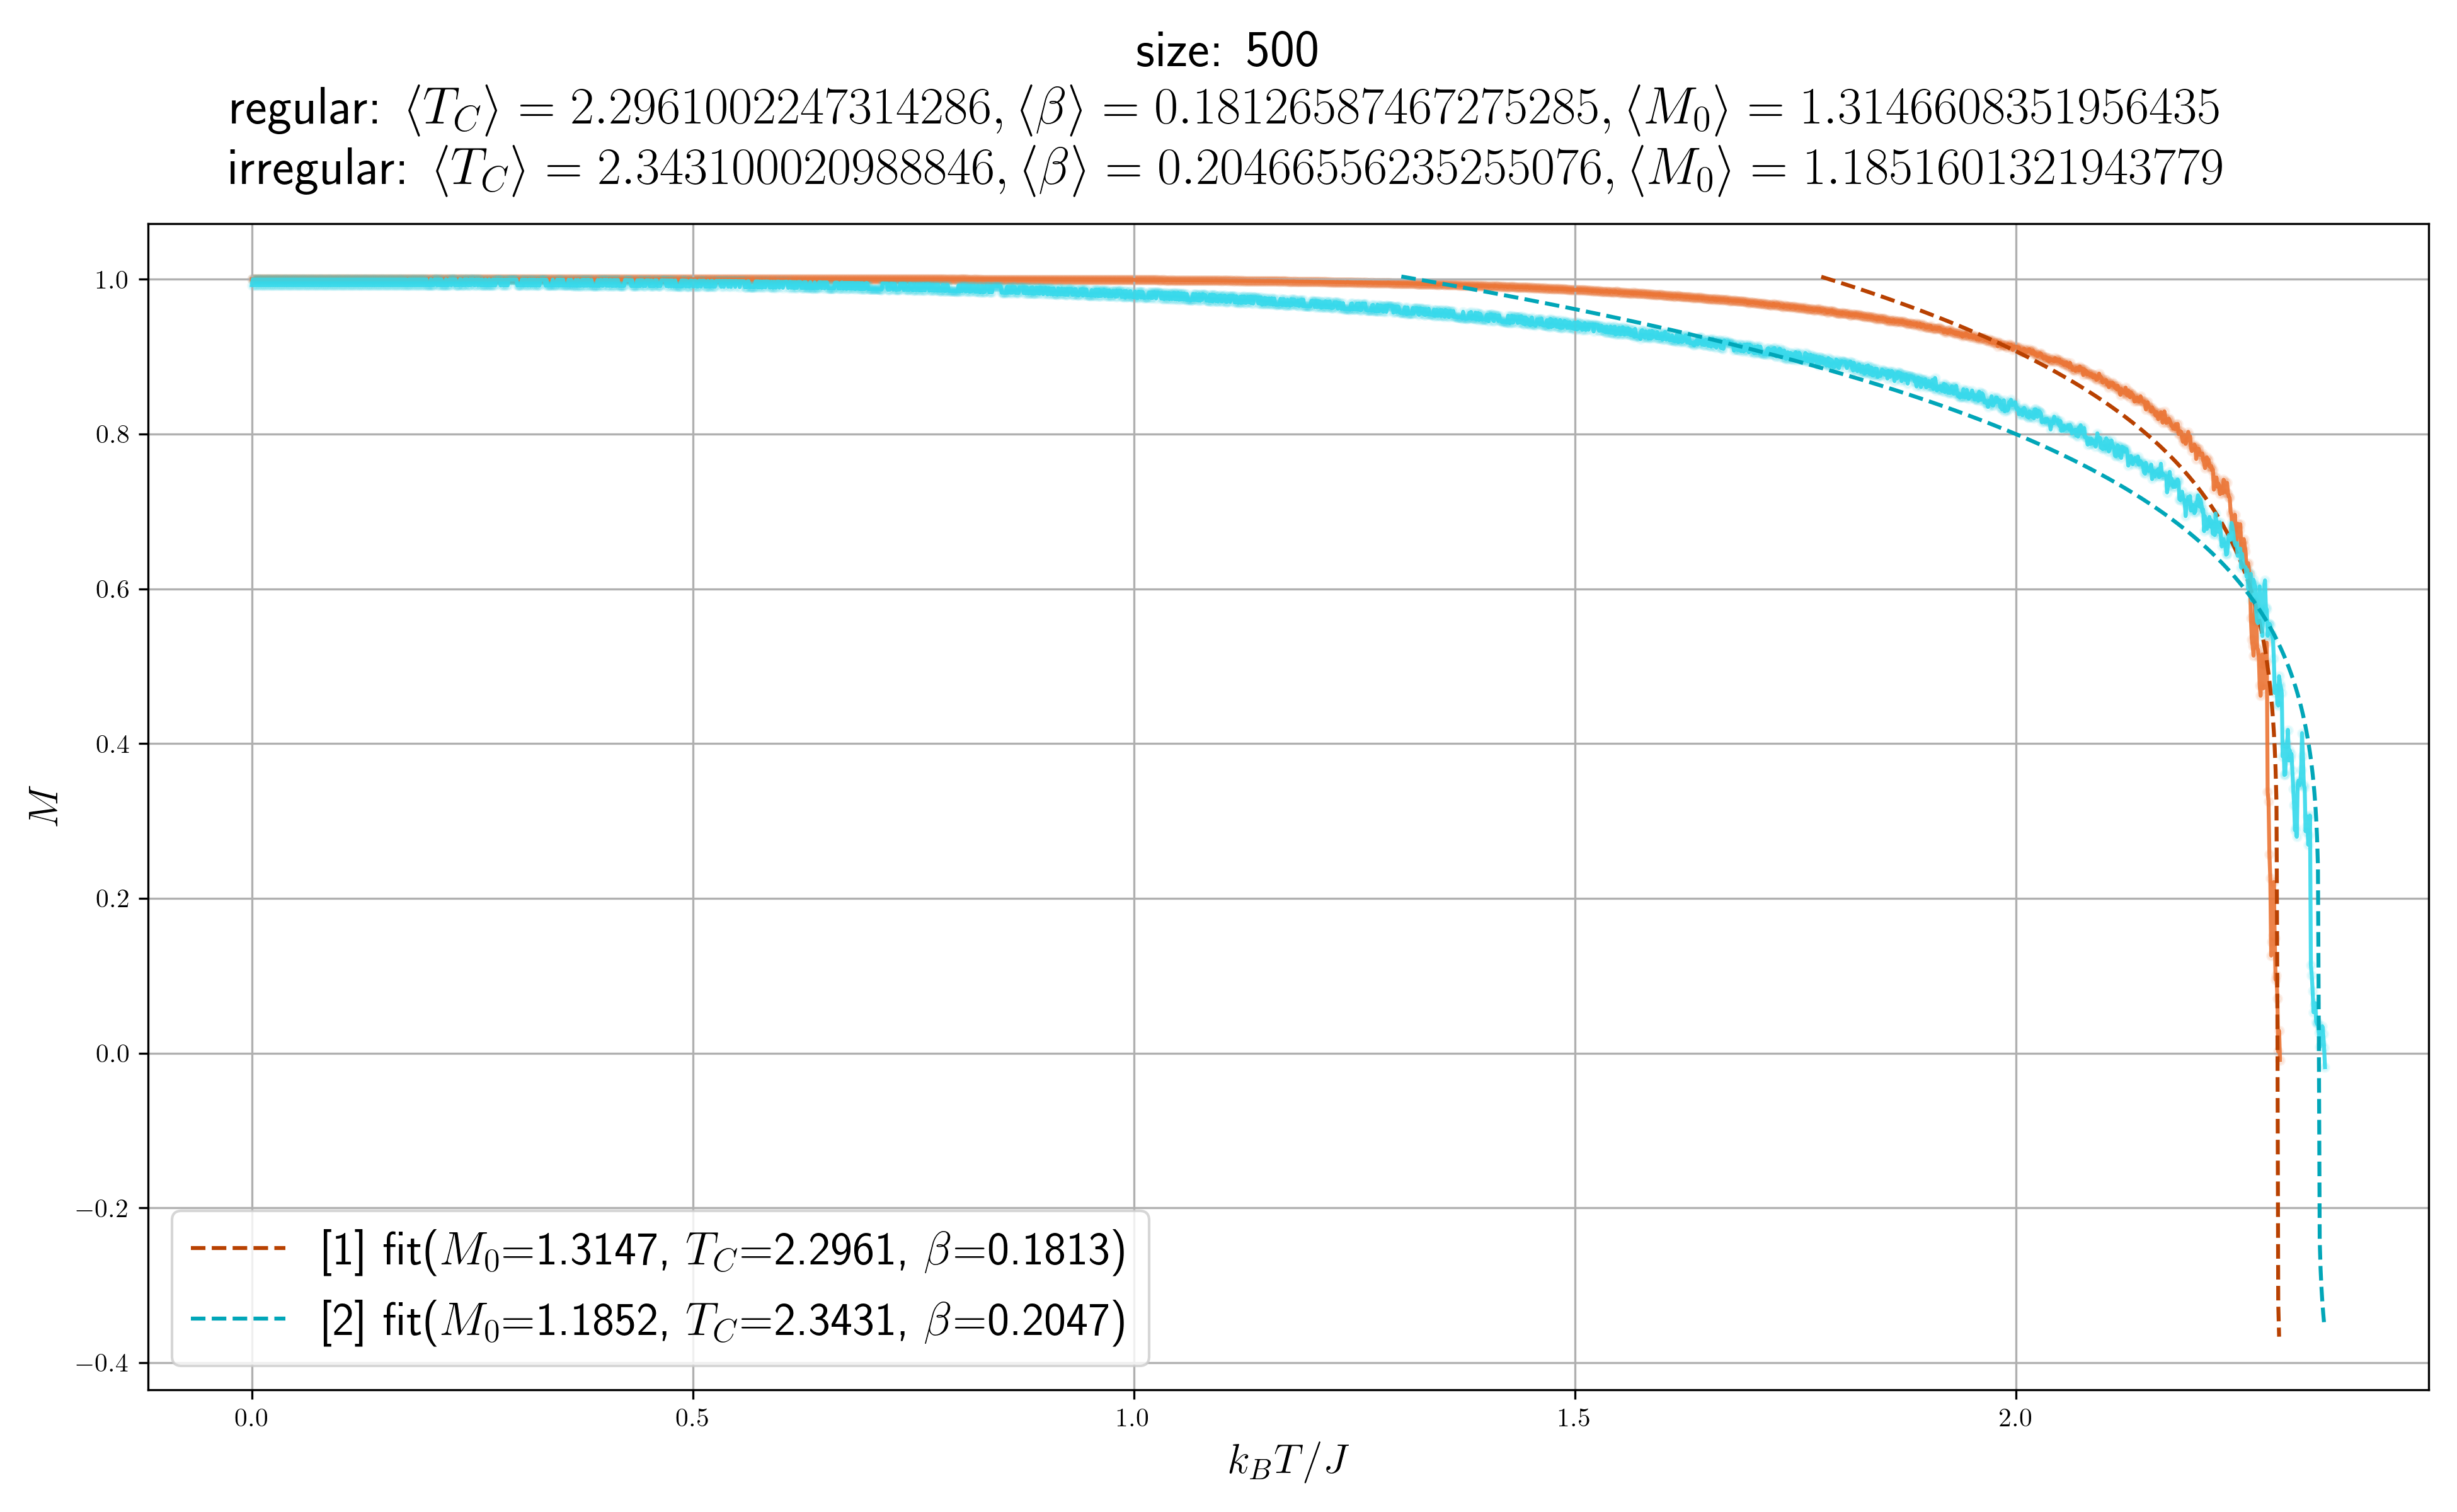 size: 500
regular: ⟨T_C⟩ = 2.2961002247314286, ⟨β⟩ = 0.18126587467275285, ⟨M_0⟩ = 1.3146608351956435
irregular: ⟨T_C⟩ = 2.343100020988846, ⟨β⟩ = 0.20466556235255076, ⟨M_0⟩ = 1.1851601321943779
1.0
0.8
0.6
0.4
0.2
0.0
−0.2
−0.4
M
[1] fit(M_0=1.3147, T_C=2.2961, β=0.1813)
[2] fit(M_0=1.1852, T_C=2.3431, β=0.2047)
0.0 0.5 1.0 1.5 2.0
k_BT/J